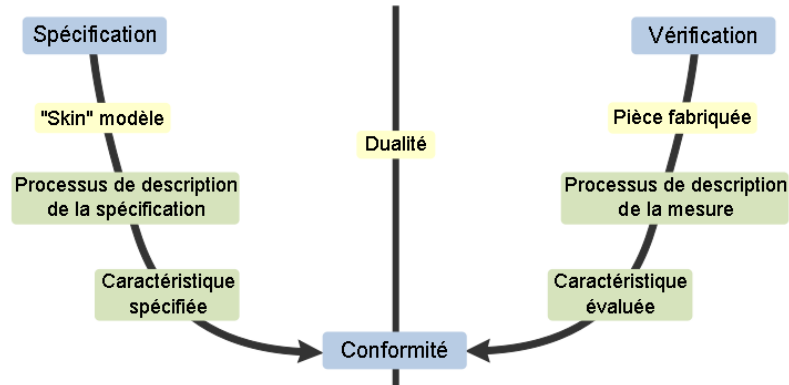 Spécification
Vérification
"Skin" modèle
Pièce fabriquée
Dualité
Processus de description
de la spécification
Processus de description
de la mesure
Caractéristique
spécifiée
Caractéristique
évaluée
Conformité